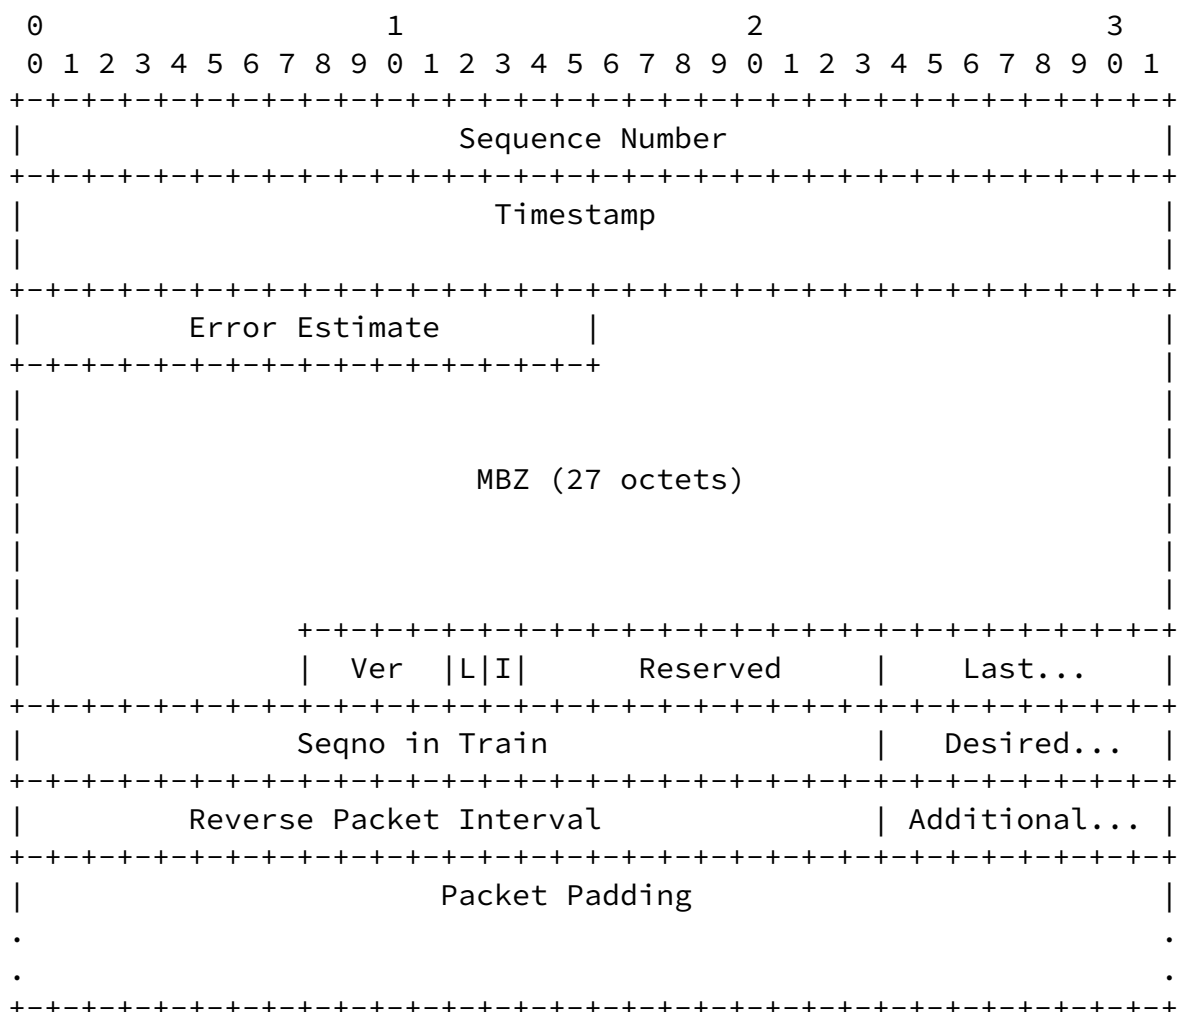 0                   1                   2                   3
 0 1 2 3 4 5 6 7 8 9 0 1 2 3 4 5 6 7 8 9 0 1 2 3 4 5 6 7 8 9 0 1
+-+-+-+-+-+-+-+-+-+-+-+-+-+-+-+-+-+-+-+-+-+-+-+-+-+-+-+-+-+-+-+-+
|                        Sequence Number                        |
+-+-+-+-+-+-+-+-+-+-+-+-+-+-+-+-+-+-+-+-+-+-+-+-+-+-+-+-+-+-+-+-+
|                          Timestamp                            |
|                                                               |
+-+-+-+-+-+-+-+-+-+-+-+-+-+-+-+-+-+-+-+-+-+-+-+-+-+-+-+-+-+-+-+-+
|         Error Estimate        |                               |
+-+-+-+-+-+-+-+-+-+-+-+-+-+-+-+-+                               |
|                                                               |
|                                                               |
|                         MBZ (27 octets)                       |
|                                                               |
|                                                               |
|                                                               |
|               +-+-+-+-+-+-+-+-+-+-+-+-+-+-+-+-+-+-+-+-+-+-+-+-+
|               |  Ver  |L|I|      Reserved     |    Last...    |
+-+-+-+-+-+-+-+-+-+-+-+-+-+-+-+-+-+-+-+-+-+-+-+-+-+-+-+-+-+-+-+-+
|               Seqno in Train                  |   Desired...  |
+-+-+-+-+-+-+-+-+-+-+-+-+-+-+-+-+-+-+-+-+-+-+-+-+-+-+-+-+-+-+-+-+
|         Reverse Packet Interval               | Additional... |
+-+-+-+-+-+-+-+-+-+-+-+-+-+-+-+-+-+-+-+-+-+-+-+-+-+-+-+-+-+-+-+-+
|                       Packet Padding                          |
.                                                               .
.                                                               .
+-+-+-+-+-+-+-+-+-+-+-+-+-+-+-+-+-+-+-+-+-+-+-+-+-+-+-+-+-+-+-+-+